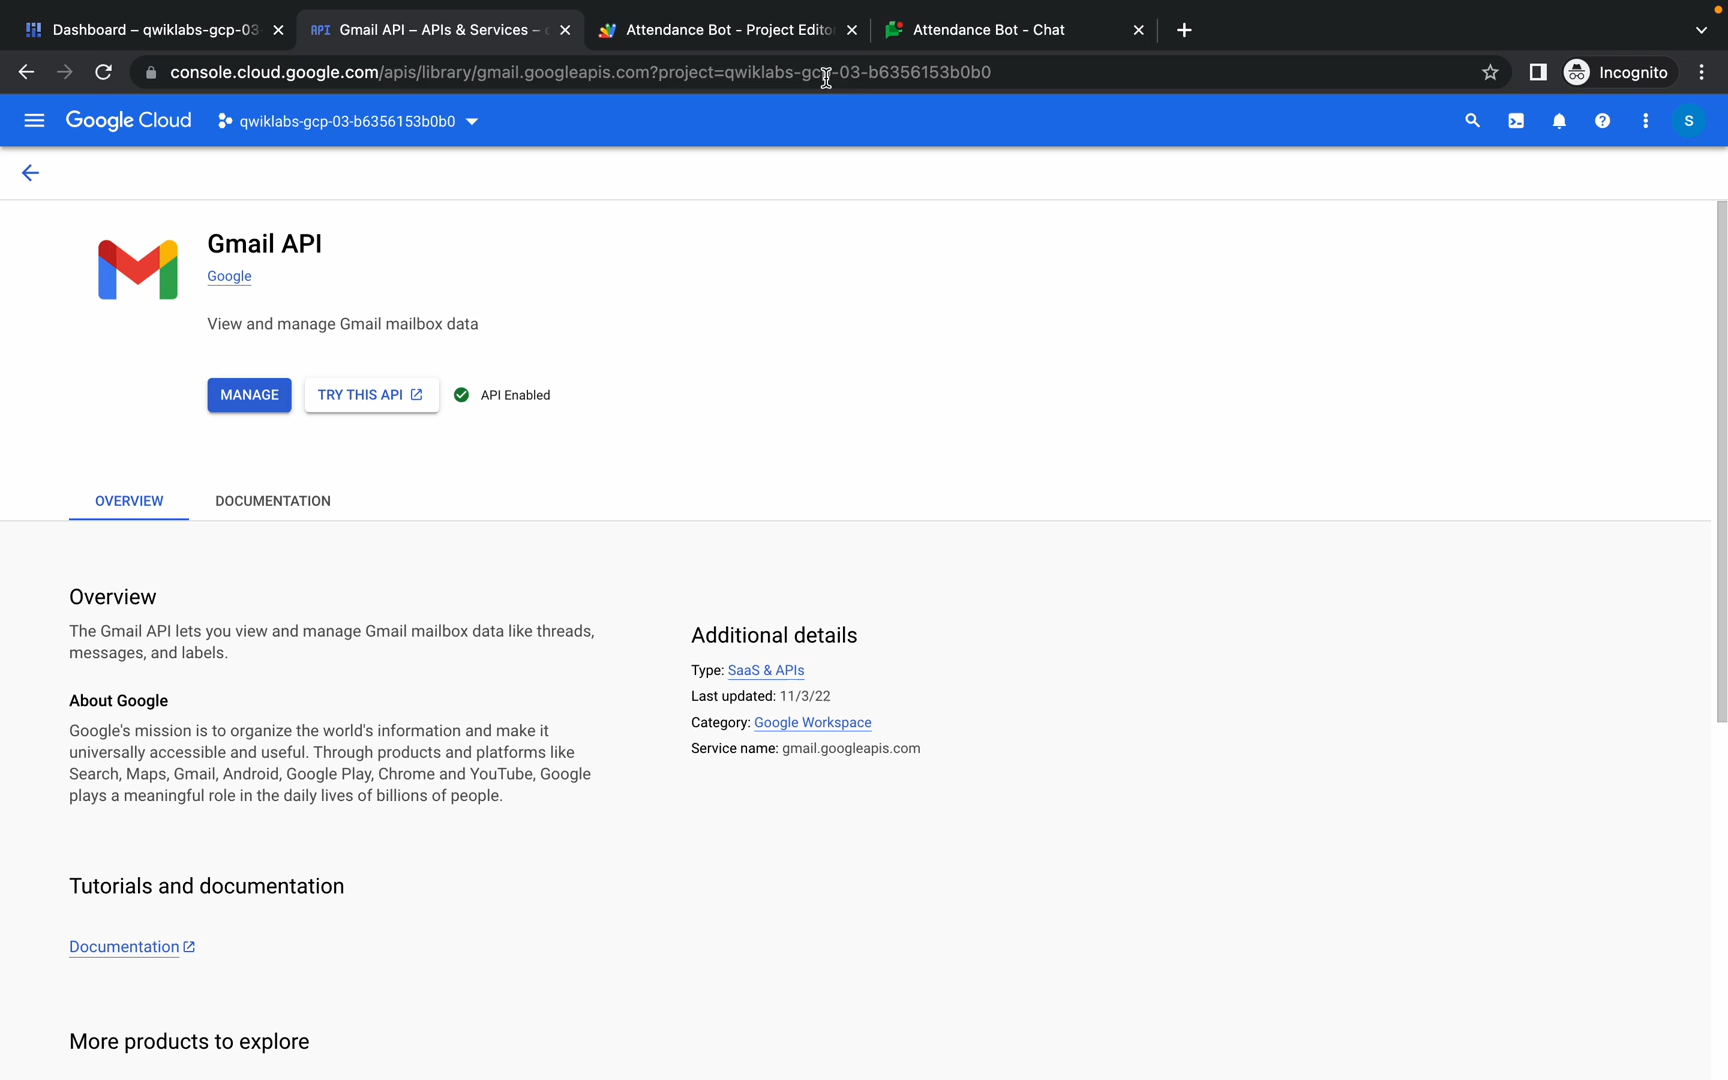 Dashboard – qwiklabs-gcp-03
API Gmail API – APIs & Services –
Attendance Bot - Project Editor
Attendance Bot - Chat
console.cloud.google.com/apis/library/gmail.googleapis.com?project=qwiklabs-gcp-03-b6356153b0b0
Incognito
Google Cloud
qwiklabs-gcp-03-b6356153b0b0
S
Gmail API
Google
View and manage Gmail mailbox data
MANAGE
TRY THIS API
API Enabled
OVERVIEW
DOCUMENTATION
Overview
The Gmail API lets you view and manage Gmail mailbox data like threads,
messages, and labels.
About Google
Google's mission is to organize the world's information and make it
universally accessible and useful. Through products and platforms like
Search, Maps, Gmail, Android, Google Play, Chrome and YouTube, Google
plays a meaningful role in the daily lives of billions of people.
Additional details
Type: SaaS & APIs
Last updated: 11/3/22
Category: Google Workspace
Service name: gmail.googleapis.com
Tutorials and documentation
Documentation
More products to explore